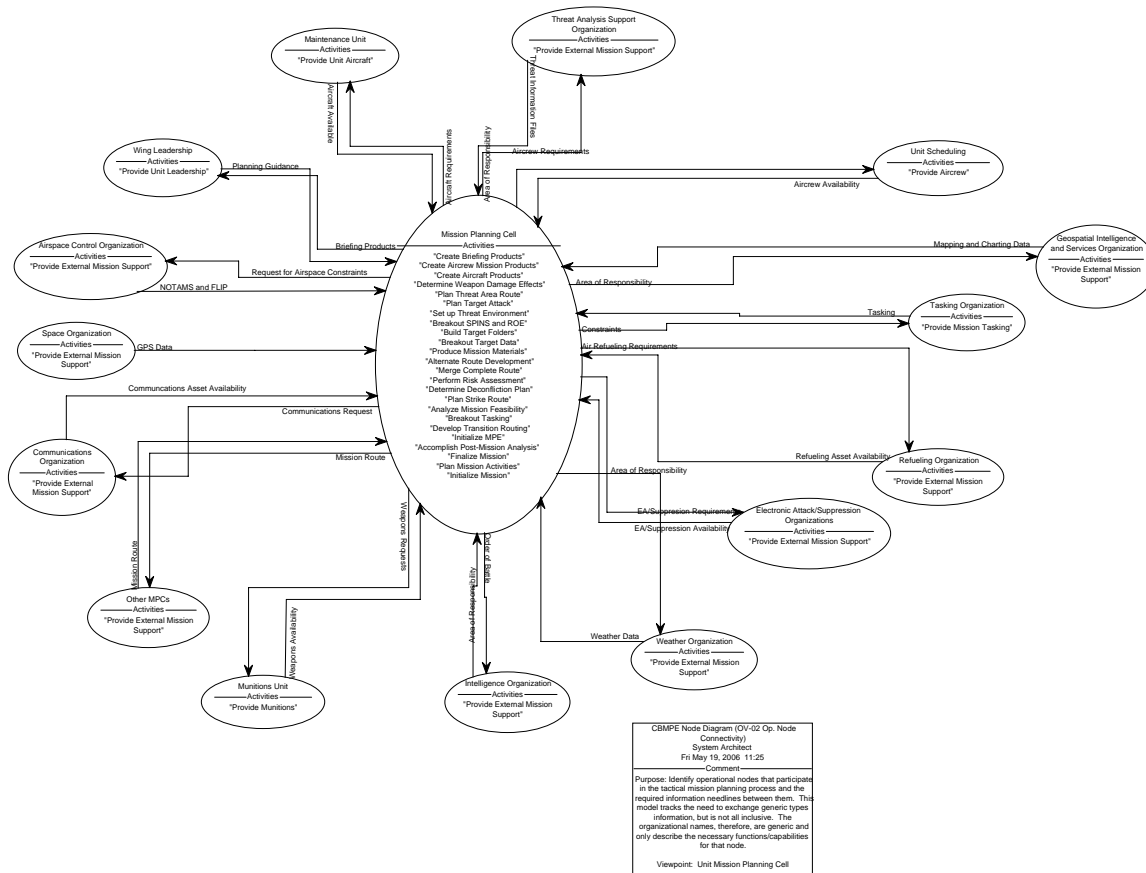 Threat Analysis Support
Organization
Activities
"Provide External Mission Support"
Maintenance Unit
Activities
"Provide Unit Aircraft"
Threat Information Files
Aircraft Available
Aircraft Requirements
Area of Responsibility
Aircrew Requirements
Wing Leadership
Activities
"Provide Unit Leadership"
Planning Guidance
Unit Scheduling
Activities
"Provide Aircrew"
Aircrew Availability
Briefing Products
Airspace Control Organization
Activities
"Provide External Mission Support"
Request for Airspace Constraints
NOTAMS and FLIP
Mission Planning Cell
Activities
"Create Briefing Products"
"Create Aircrew Mission Products"
"Create Aircraft Products"
"Determine Weapon Damage Effects"
"Plan Threat Area Route"
"Plan Target Attack"
"Set up Threat Environment"
"Breakout SPINS and ROE"
"Build Target Folders"
"Breakout Target Data"
"Produce Mission Materials"
"Alternate Route Development"
"Merge Complete Route"
"Perform Risk Assessment"
"Determine Deconfliction Plan"
"Plan Strike Route"
"Analyze Mission Feasibility"
"Breakout Tasking"
"Develop Transition Routing"
"Initialize MPE"
"Accomplish Post-Mission Analysis"
"Finalize Mission"
"Plan Mission Activities"
"Initialize Mission"
Mapping and Charting Data
Area of Responsibility
Geospatial Intelligence
and Services Organization
Activities
"Provide External Mission
Support"
Tasking
Constraints
Tasking Organization
Activities
"Provide Mission Tasking"
Space Organization
Activities
"Provide External Mission
Support"
GPS Data
Air Refueling Requirements
Refueling Asset Availability
Refueling Organization
Activities
"Provide External Mission
Support"
Communcations Asset Availability
Communications Request
Communications
Organization
Activities
"Provide External
Mission Support"
Mission Route
Mission Route
Other MPCs
Activities
"Provide External Mission
Support"
Area of Responsibility
EA/Suppresion Requirements
EA/Suppression Availability
Electronic Attack/Suppression
Organizations
Activities
"Provide External Mission Support"
Weapons Requests
Weapons Availability
Munitions Unit
Activities
"Provide Munitions"
Area of Responsibility
Order of Battle
Intelligence Organization
Activities
"Provide External Mission
Support"
Weather Data
Weather Organization
Activities
"Provide External Mission
Support"
CBMPE Node Diagram (OV-02 Op. Node
Connectivity)
System Architect
Fri May 19, 2006 11:25
Comment
Purpose: Identify operational nodes that participate
in the tactical mission planning process and the
required information needlines between them. This
model tracks the need to exchange generic types
information, but is not all inclusive. The
organizational names, therefore, are generic and
only describe the necessary functions/capabilities
for that node.
Viewpoint: Unit Mission Planning Cell